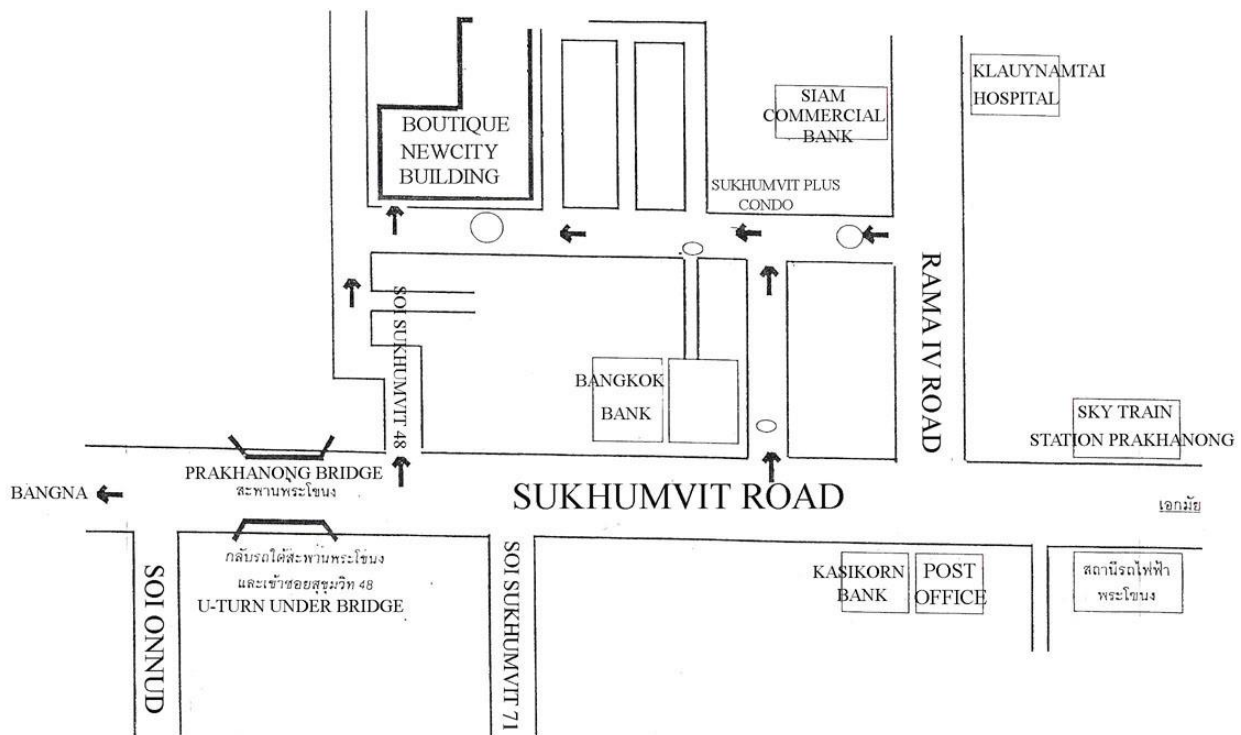 KLAUYNAMTAI
HOSPITAL
SIAM
COMMERCIAL
BANK
BOUTIQUE
NEWCITY
BUILDING
SUKHUMVIT PLUS
CONDO
RAMA IV ROAD
SOI SUKHUMVIT 48
BANGKOK
BANK
SKY TRAIN
STATION PRAKHANONG
PRAKHANONG BRIDGE
สะพานพระโขนง
BANGNA
SUKHUMVIT ROAD
เอกมัย
กลับรถใต้สะพานพระโขนง
และเข้าซอยสุขุมวิท 48
U-TURN UNDER BRIDGE
SOI ONNUD
SOI SUKHUMVIT 71
KASIKORN
BANK
POST
OFFICE
สถานีรถไฟฟ้า
พระโขนง